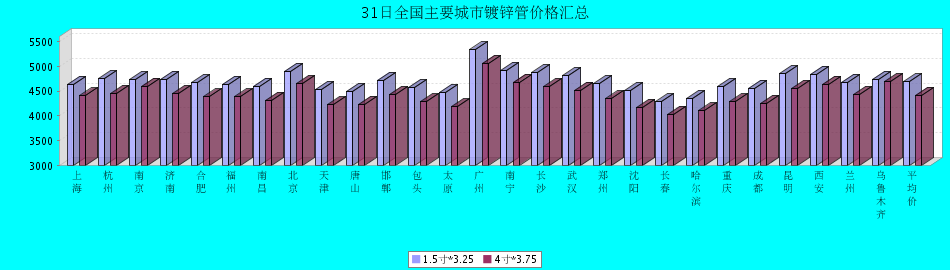 31日全国主要城市镀锌管价格汇总
5500
5000
4500
4000
3500
3000
上海
杭州
南京
济南
合肥
福州
南昌
北京
天津
唐山
邯郸
包头
太原
广州
南宁
长沙
武汉
郑州
沈阳
长春
哈尔滨
重庆
成都
昆明
西安
兰州
乌鲁木齐
平均价
1.5寸*3.25
4寸*3.75